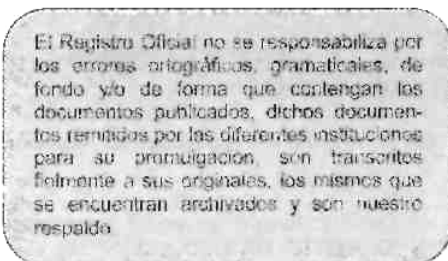 El Registro Oficial no se responsabiliza por
los errores ortográficos, gramaticales, de
fondo y/o de forma que contengan los
documentos publicados, dichos documen-
tos remitidos por las diferentes instituciones
para su promulgación, son transcritos
fielmente a sus originales, los mismos que
se encuentran archivados y son nuestro
respaldo